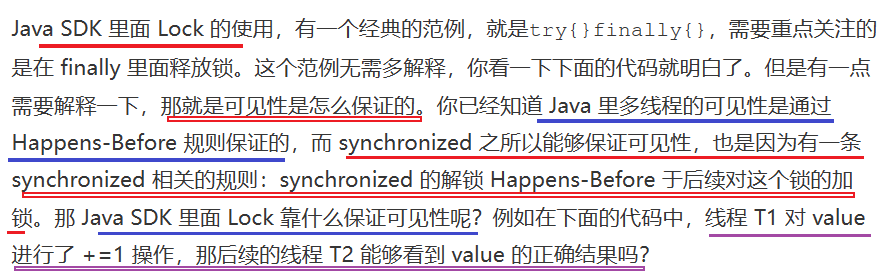 Java SDK 里面 Lock 的使用，有一个经典的范例，就是try{}finally{}，需要重点关注的
是在 finally 里面释放锁。这个范例无需多解释，你看一下下面的代码就明白了。但是有一点
需要解释一下，那就是可见性是怎么保证的。你已经知道 Java 里多线程的可见性是通过
Happens-Before 规则保证的，而 synchronized 之所以能够保证可见性，也是因为有一条
synchronized 相关的规则：synchronized 的解锁 Happens-Before 于后续对这个锁的加
锁。那 Java SDK 里面 Lock 靠什么保证可见性呢？例如在下面的代码中，线程 T1 对 value
进行了 +=1 操作，那后续的线程 T2 能够看到 value 的正确结果吗？